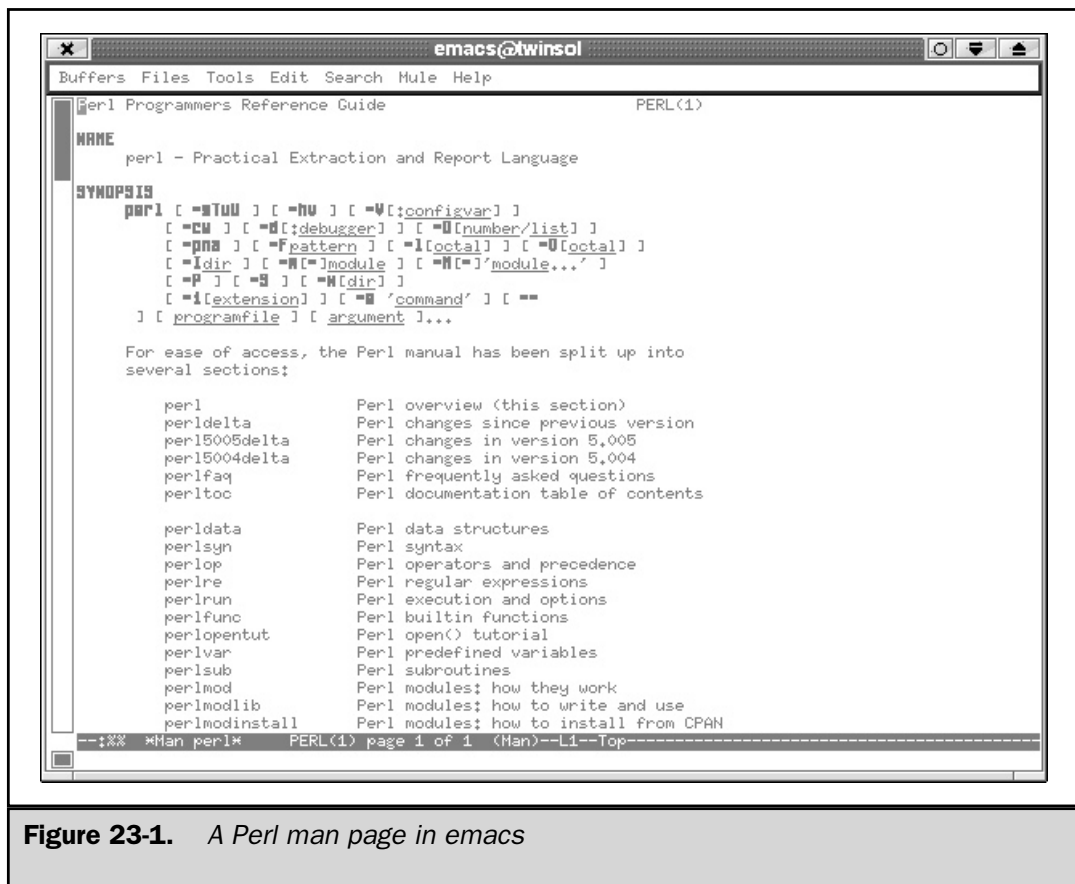 emacs@twinsol
Buffers Files Tools Edit Search Mule Help
Perl Programmers Reference Guide PERL(1)
NAME
perl - Practical Extraction and Report Language
SYNOPSIS
perl [ -sTuU ] [ -hv ] [ -V[:configvar] ]
[ -cw ] [ -d[:debugger] ] [ -D[number/list] ]
[ -pna ] [ -Fpattern ] [ -l[octal] ] [ -0[octal] ]
[ -Idir ] [ -m[-]module ] [ -M[-]'module...' ]
[ -P ] [ -S ] [ -x[dir] ]
[ -i[extension] ] [ -e 'command' ] [ --
] [ programfile ] [ argument ]...
For ease of access, the Perl manual has been split up into
several sections:
perl Perl overview (this section)
perldelta Perl changes since previous version
perl5005delta Perl changes in version 5.005
perl5004delta Perl changes in version 5.004
perlfaq Perl frequently asked questions
perltoc Perl documentation table of contents
perldata Perl data structures
perlsyn Perl syntax
perlop Perl operators and precedence
perlre Perl regular expressions
perlrun Perl execution and options
perlfunc Perl builtin functions
perlopentut Perl open() tutorial
perlvar Perl predefined variables
perlsub Perl subroutines
perlmod Perl modules: how they work
perlmodlib Perl modules: how to write and use
perlmodinstall Perl modules: how to install from CPAN
--:%% *Man perl* PERL(1) page 1 of 1 (Man)--L1--Top--------------------------------------------------
Figure 23-1. A Perl man page in emacs